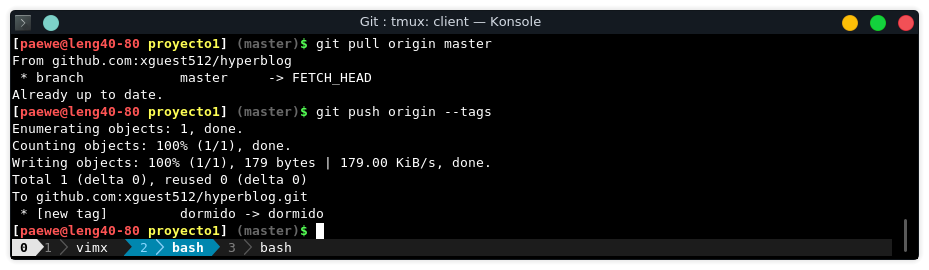 Git : tmux: client — Konsole
[paewe@leng40-80 proyecto1] (master)$ git pull origin master
From github.com:xguest512/hyperblog
 * branch            master     -> FETCH_HEAD
Already up to date.
[paewe@leng40-80 proyecto1] (master)$ git push origin --tags
Enumerating objects: 1, done.
Counting objects: 100% (1/1), done.
Writing objects: 100% (1/1), 179 bytes | 179.00 KiB/s, done.
Total 1 (delta 0), reused 0 (delta 0)
To github.com:xguest512/hyperblog.git
 * [new tag]         dormido -> dormido
[paewe@leng40-80 proyecto1] (master)$
0 1 vimx 2 bash 3 bash